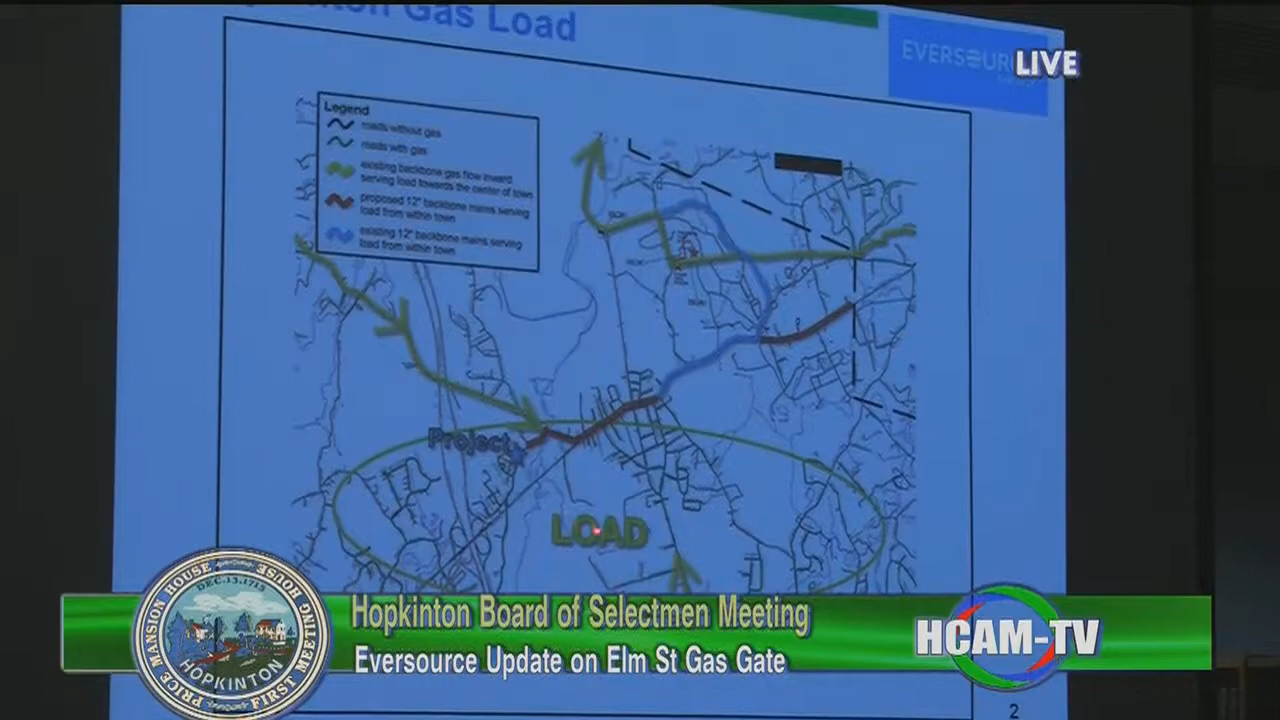 Gas Load
EVERSOURCE
LIVE
Legend
roads without gas
roads with gas
existing backbone gas flow inward
serving load towards the center of town
proposed 12" backbone mains serving
load from within town
existing 12" backbone mains serving
load from within town
Project
LOAD
PRICE MANSION HOUSE FIRST MEETING HOUSE
DEC.13.1715
HOPKINTON
Hopkinton Board of Selectmen Meeting
Eversource Update on Elm St Gas Gate
HCAM-TV
2